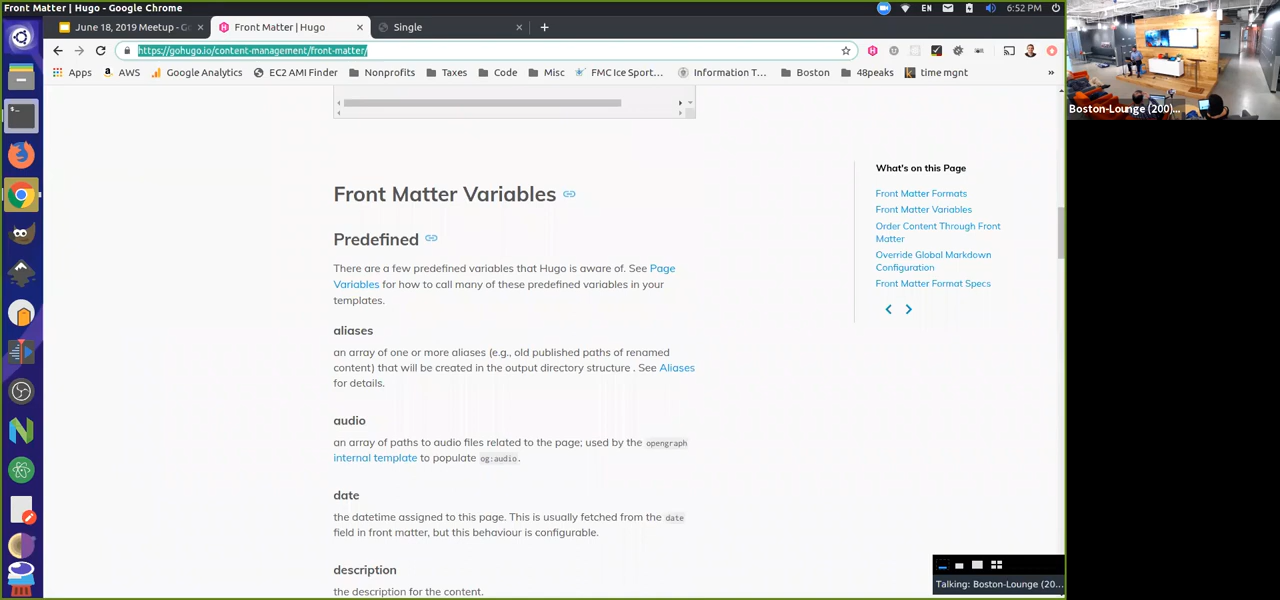 Front Matter | Hugo - Google Chrome
EN
6:52 PM
June 18, 2019 Meetup - Go
Front Matter | Hugo
Single
https://gohugo.io/content-management/front-matter/
Apps
AWS
Google Analytics
EC2 AMI Finder
Nonprofits
Taxes
Code
Misc
FMC Ice Sport...
Information T...
Boston
48peaks
time mgnt
»
Boston-Lounge (200)...
Front Matter Variables
Predefined
There are a few predefined variables that Hugo is aware of. See Page
Variables for how to call many of these predefined variables in your
templates.
aliases
an array of one or more aliases (e.g., old published paths of renamed
content) that will be created in the output directory structure . See Aliases
for details.
audio
an array of paths to audio files related to the page; used by the opengraph
internal template to populate og:audio.
date
the datetime assigned to this page. This is usually fetched from the date
field in front matter, but this behaviour is configurable.
description
the description for the content.
What's on this Page
Front Matter Formats
Front Matter Variables
Order Content Through Front
Matter
Override Global Markdown
Configuration
Front Matter Format Specs
Talking: Boston-Lounge (20...